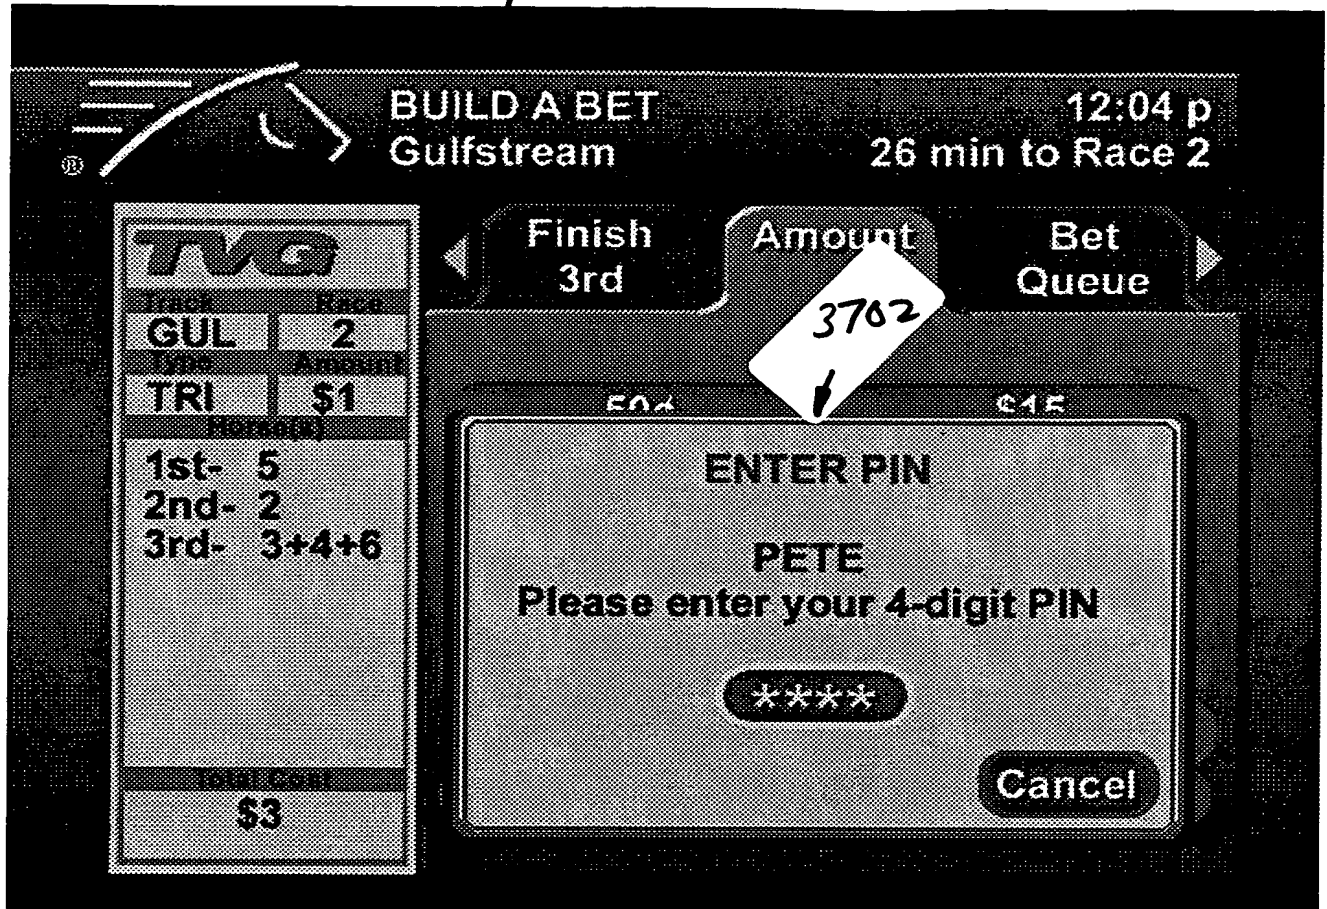 BUILD A BET
Gulfstream
12:04 p
26 min to Race 2
®
TVG
Track Race
GUL 2
Type Amount
TRI $1
Horse(s)
1st- 5
2nd- 2
3rd- 3+4+6
Total Cost
$3
Finish
3rd
Amount
Bet
Queue
3702
50¢ $15
ENTER PIN
PETE
Please enter your 4-digit PIN
****
Cancel